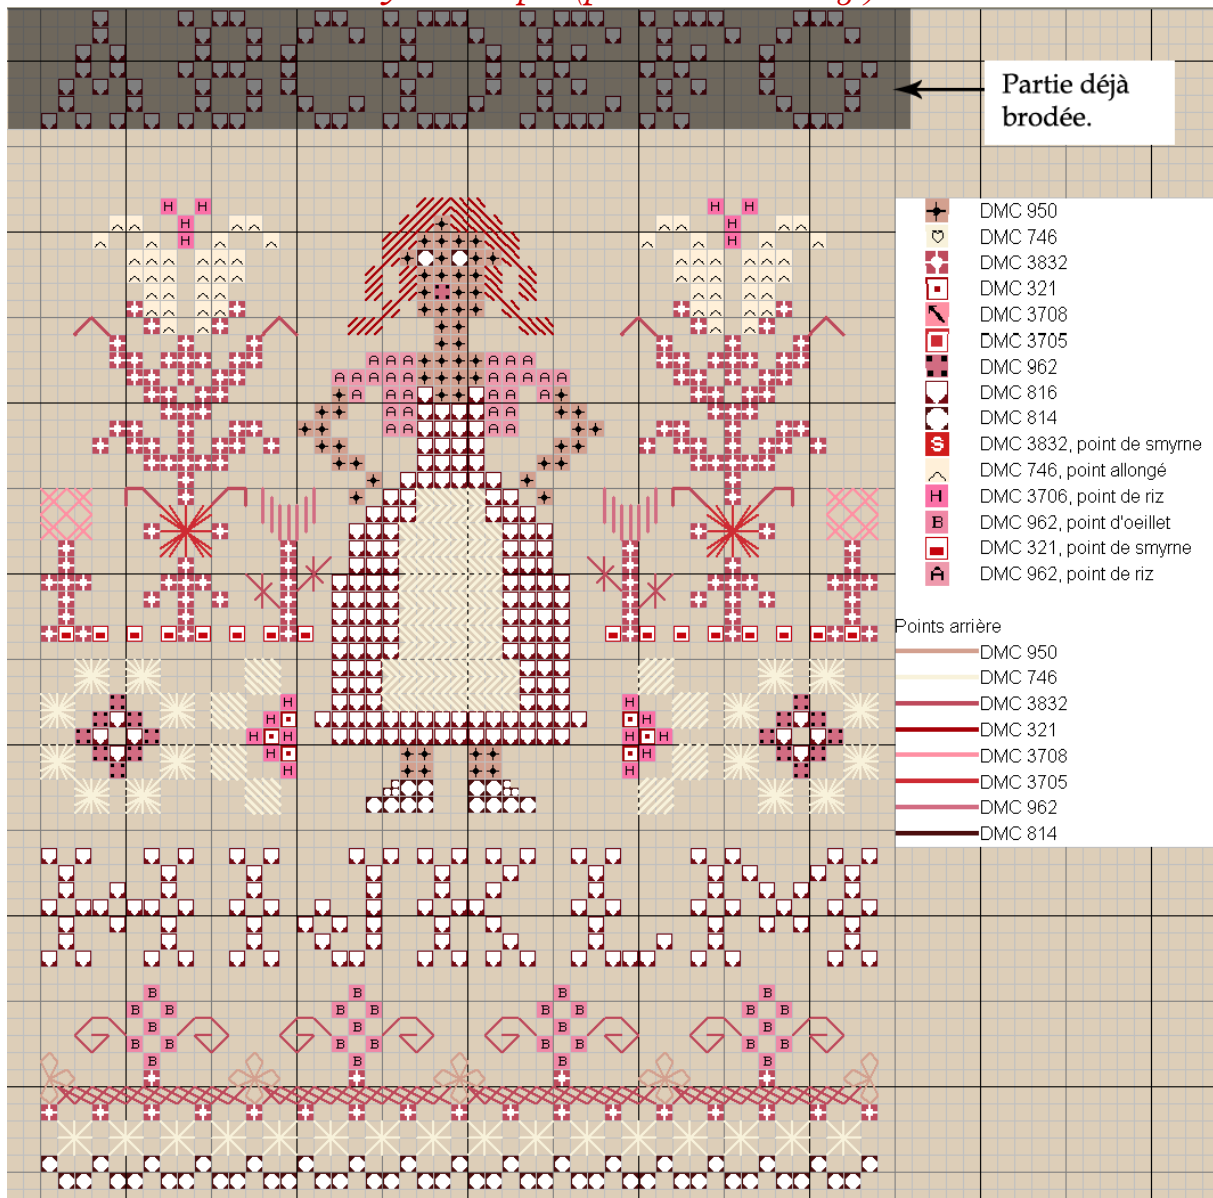 A B C D E F G
Partie déjà
brodée.
DMC 950
DMC 746
DMC 3832
DMC 321
DMC 3708
DMC 3705
DMC 962
DMC 816
DMC 814
DMC 3832, point de smyrne
DMC 746, point allongé
DMC 3706, point de riz
DMC 962, point d'oeillet
DMC 321, point de smyrne
DMC 962, point de riz
Points arrière
DMC 950
DMC 746
DMC 3832
DMC 321
DMC 3708
DMC 3705
DMC 962
DMC 814
H I J K L M